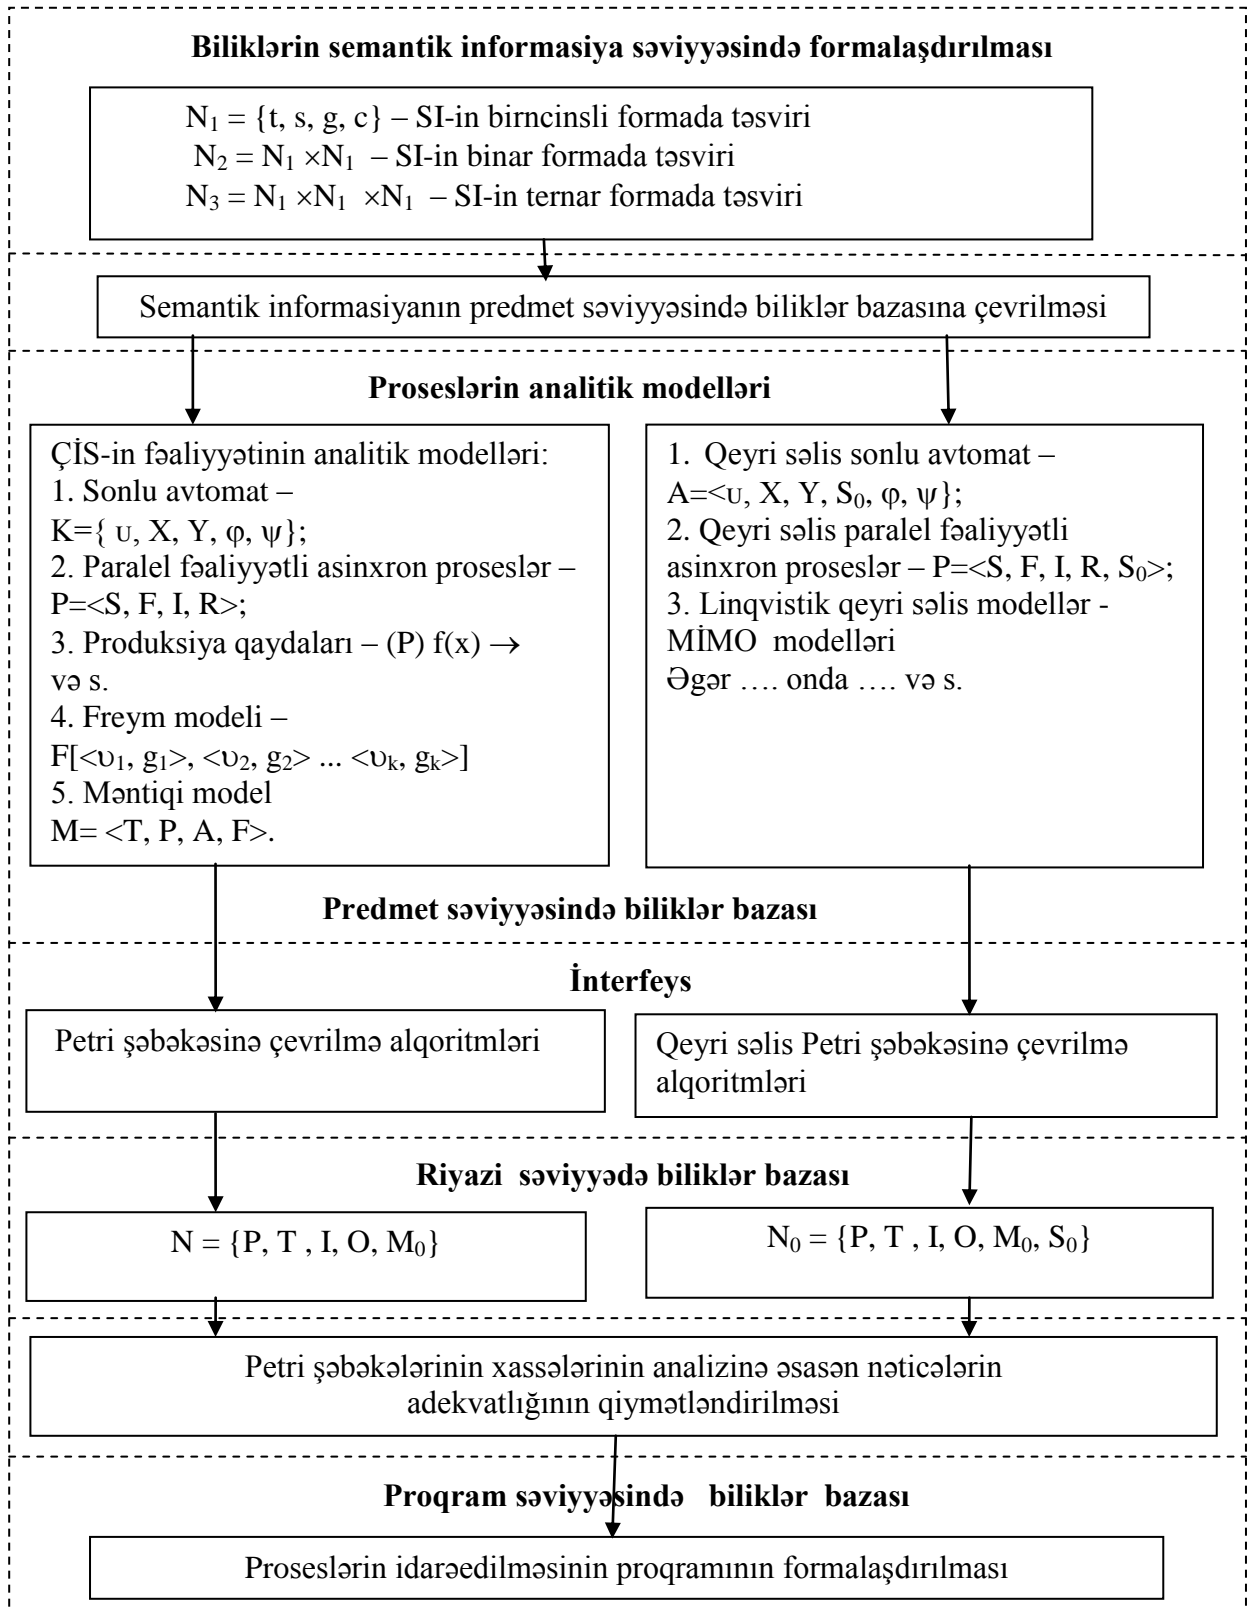 Biliklərin semantik informasiya səviyyəsində formalaşdırılması
N₁ = {t, s, g, c} – SI-in birncinsli formada təsviri
N₂ = N₁ ×N₁ – SI-in binar formada təsviri
N₃ = N₁ ×N₁ ×N₁ – SI-in ternar formada təsviri
Semantik informasiyanın predmet səviyyəsində biliklər bazasına çevrilməsi
Proseslərin analitik modelləri
ÇİS-in fəaliyyətinin analitik modelləri:
1. Sonlu avtomat –
K={ υ, X, Y, φ, ψ};
2. Paralel fəaliyyətli asinxron proseslər –
P=<S, F, I, R>;
3. Produksiya qaydaları – (P) f(x) →
və s.
4. Freym modeli –
F[<υ₁, g₁>, <υ₂, g₂> ... <υₖ, gₖ>]
5. Məntiqi model
M= <T, P, A, F>.
1. Qeyri səlis sonlu avtomat –
A=<υ, X, Y, S₀, φ, ψ};
2. Qeyri səlis paralel fəaliyyətli
asinxron proseslər – P=<S, F, I, R, S₀>;
3. Linqvistik qeyri səlis modellər -
MİMO modelləri
Əgər …. onda …. və s.
Predmet səviyyəsində biliklər bazası
İnterfeys
Petri şəbəkəsinə çevrilmə alqoritmləri
Qeyri səlis Petri şəbəkəsinə çevrilmə
alqoritmləri
Riyazi səviyyədə biliklər bazası
N = {P, T , I, O, M₀}
N₀ = {P, T , I, O, M₀, S₀}
Petri şəbəkələrinin xassələrinin analizinə əsasən nəticələrin
adekvatlığının qiymətləndirilməsi
Proqram səviyyəsində biliklər bazası
Proseslərin idarəedilməsinin proqramının formalaşdırılması